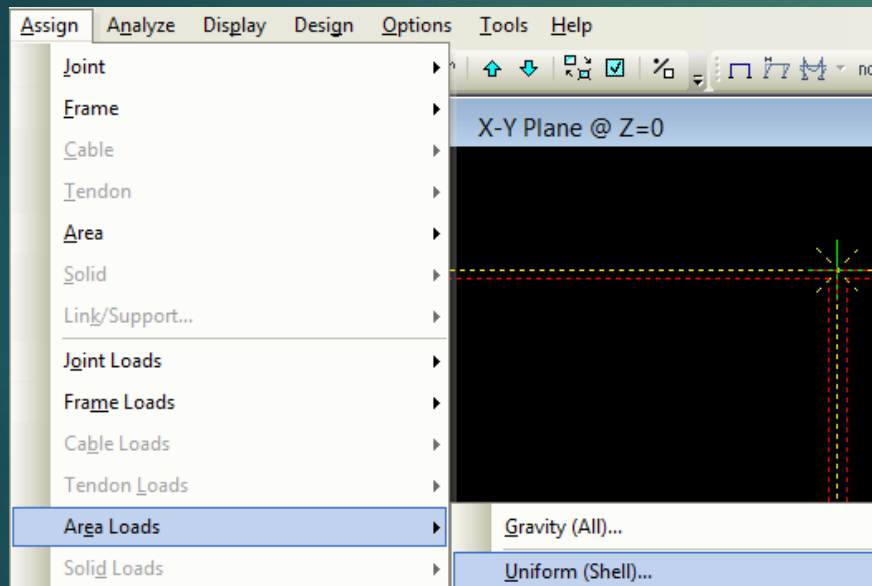 Assign Analyze Display Design Options Tools Help
Joint
Frame
Cable
Tendon
Area
Solid
Link/Support...
Joint Loads
Frame Loads
Cable Loads
Tendon Loads
Area Loads
Solid Loads
X-Y Plane @ Z=0
Gravity (All)...
Uniform (Shell)...